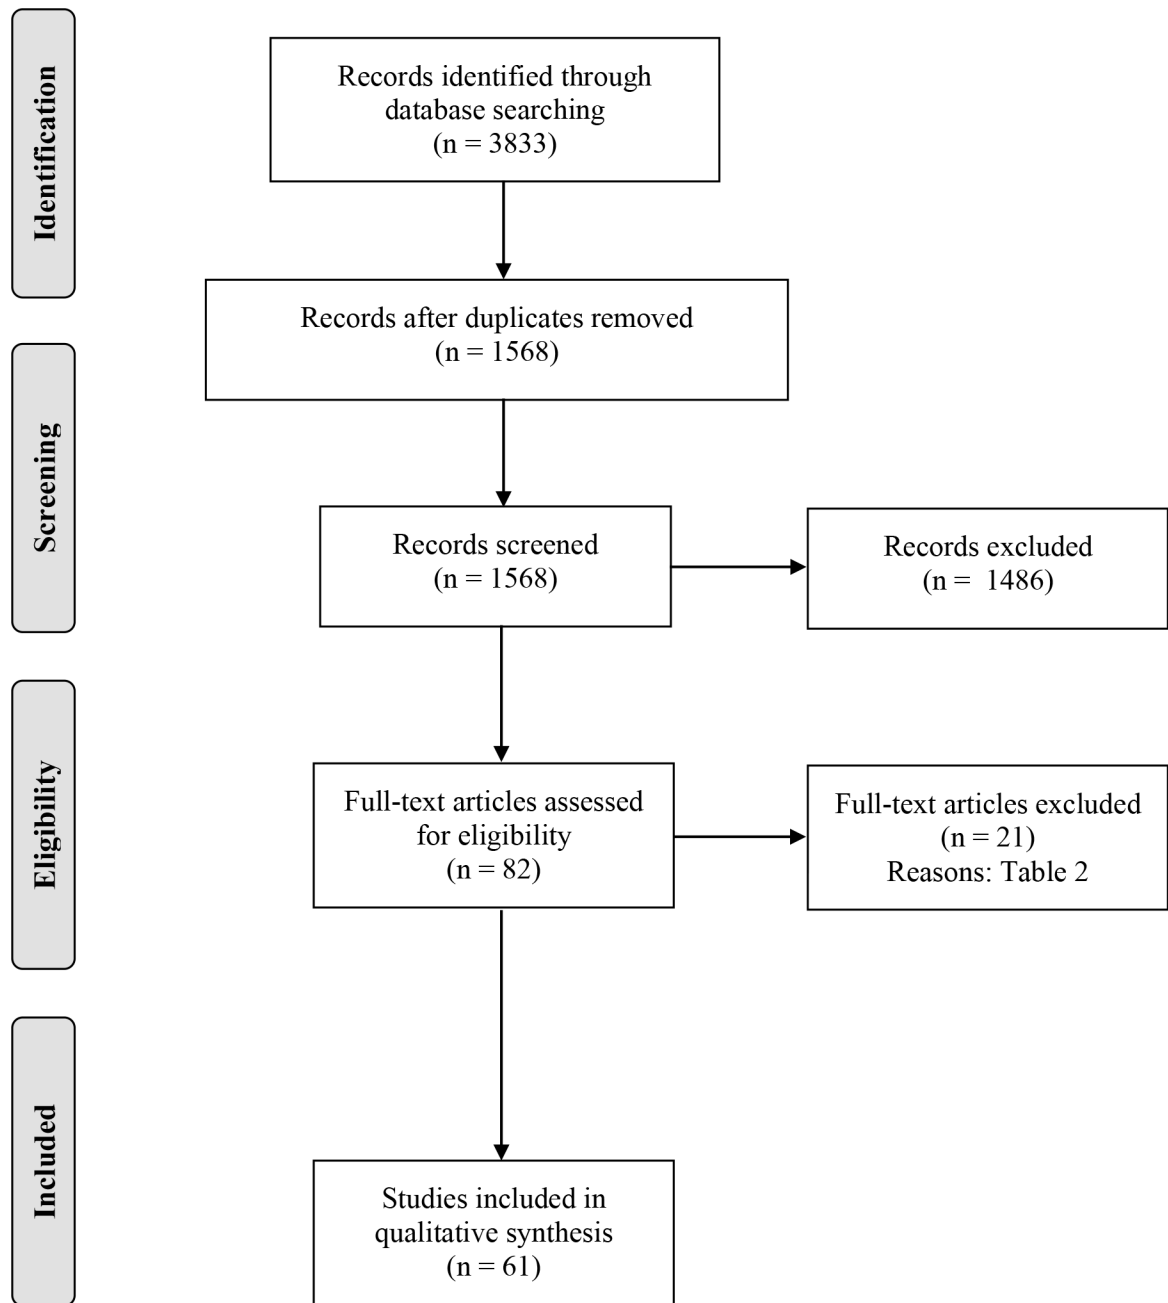 Identification
Records identified through
database searching
(n = 3833)
Records after duplicates removed
(n = 1568)
Screening
Records screened
(n = 1568)
Records excluded
(n =  1486)
Eligibility
Full-text articles assessed
for eligibility
(n = 82)
Full-text articles excluded
(n = 21)
Reasons: Table 2
Included
Studies included in
qualitative synthesis
(n = 61)